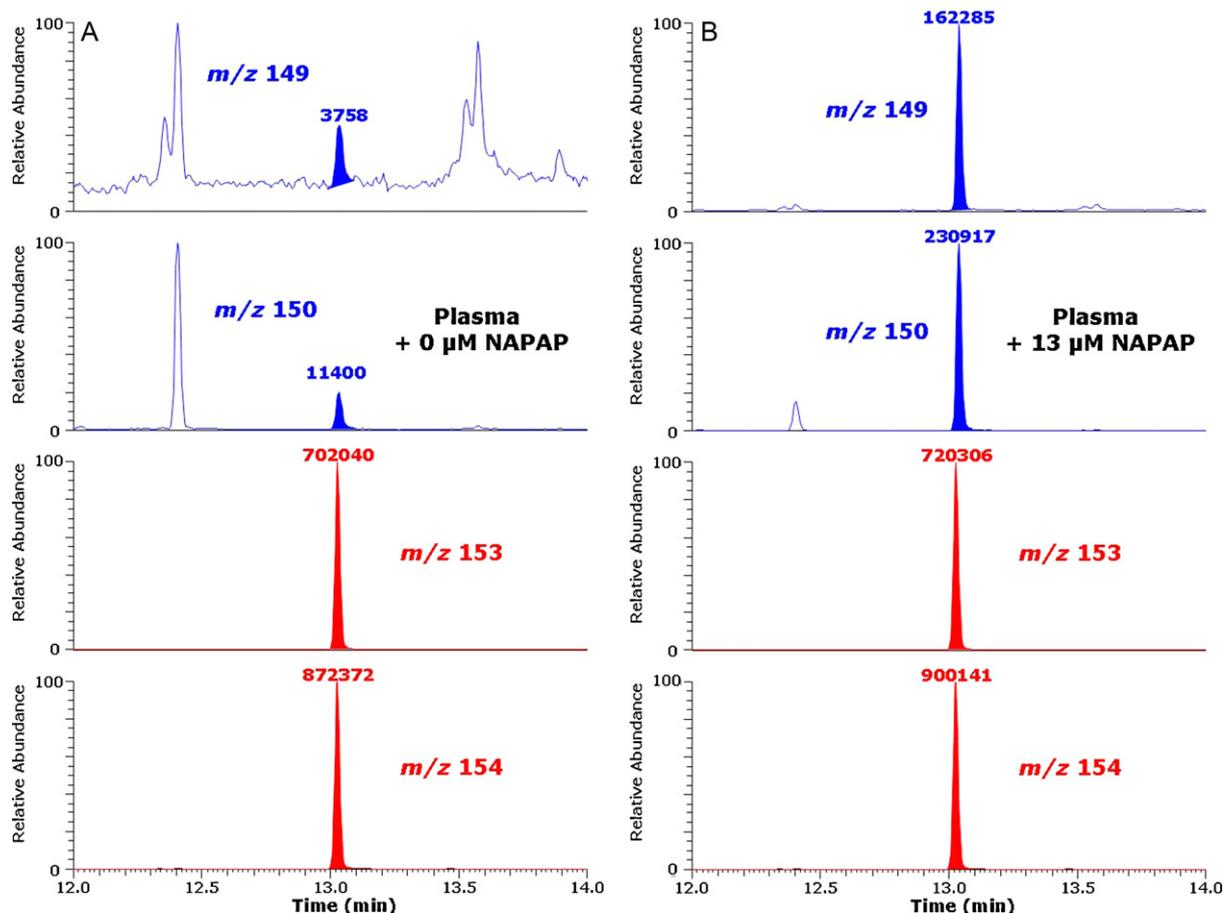 A
Relative Abundance
100
0
m/z 149
3758
Relative Abundance
100
0
m/z 150
11400
Plasma
+ 0 µM NAPAP
Relative Abundance
100
0
702040
m/z 153
Relative Abundance
100
0
872372
m/z 154
12.0 12.5 13.0 13.5 14.0
Time (min)
B
Relative Abundance
100
0
162285
m/z 149
Relative Abundance
100
0
230917
m/z 150
Plasma
+ 13 µM NAPAP
Relative Abundance
100
0
720306
m/z 153
Relative Abundance
100
0
900141
m/z 154
12.0 12.5 13.0 13.5 14.0
Time (min)